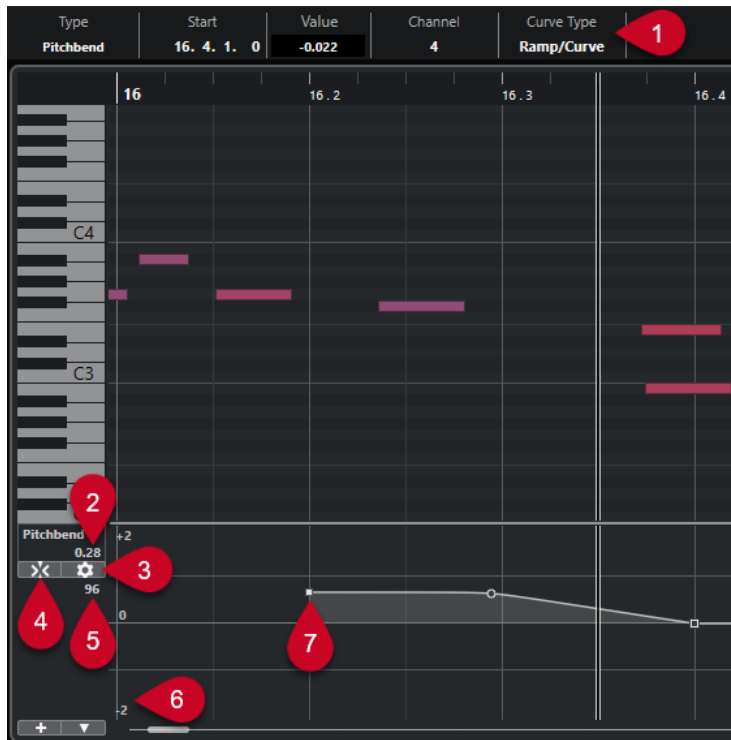 Type Start Value Channel Curve Type
Pitchbend 16. 4. 1. 0 -0.022 4 Ramp/Curve
1
16 16.2 16.3 16.4
C4
C3
2
Pitchbend +2
0.28
3
96
0
4 5 7
6
-2
+